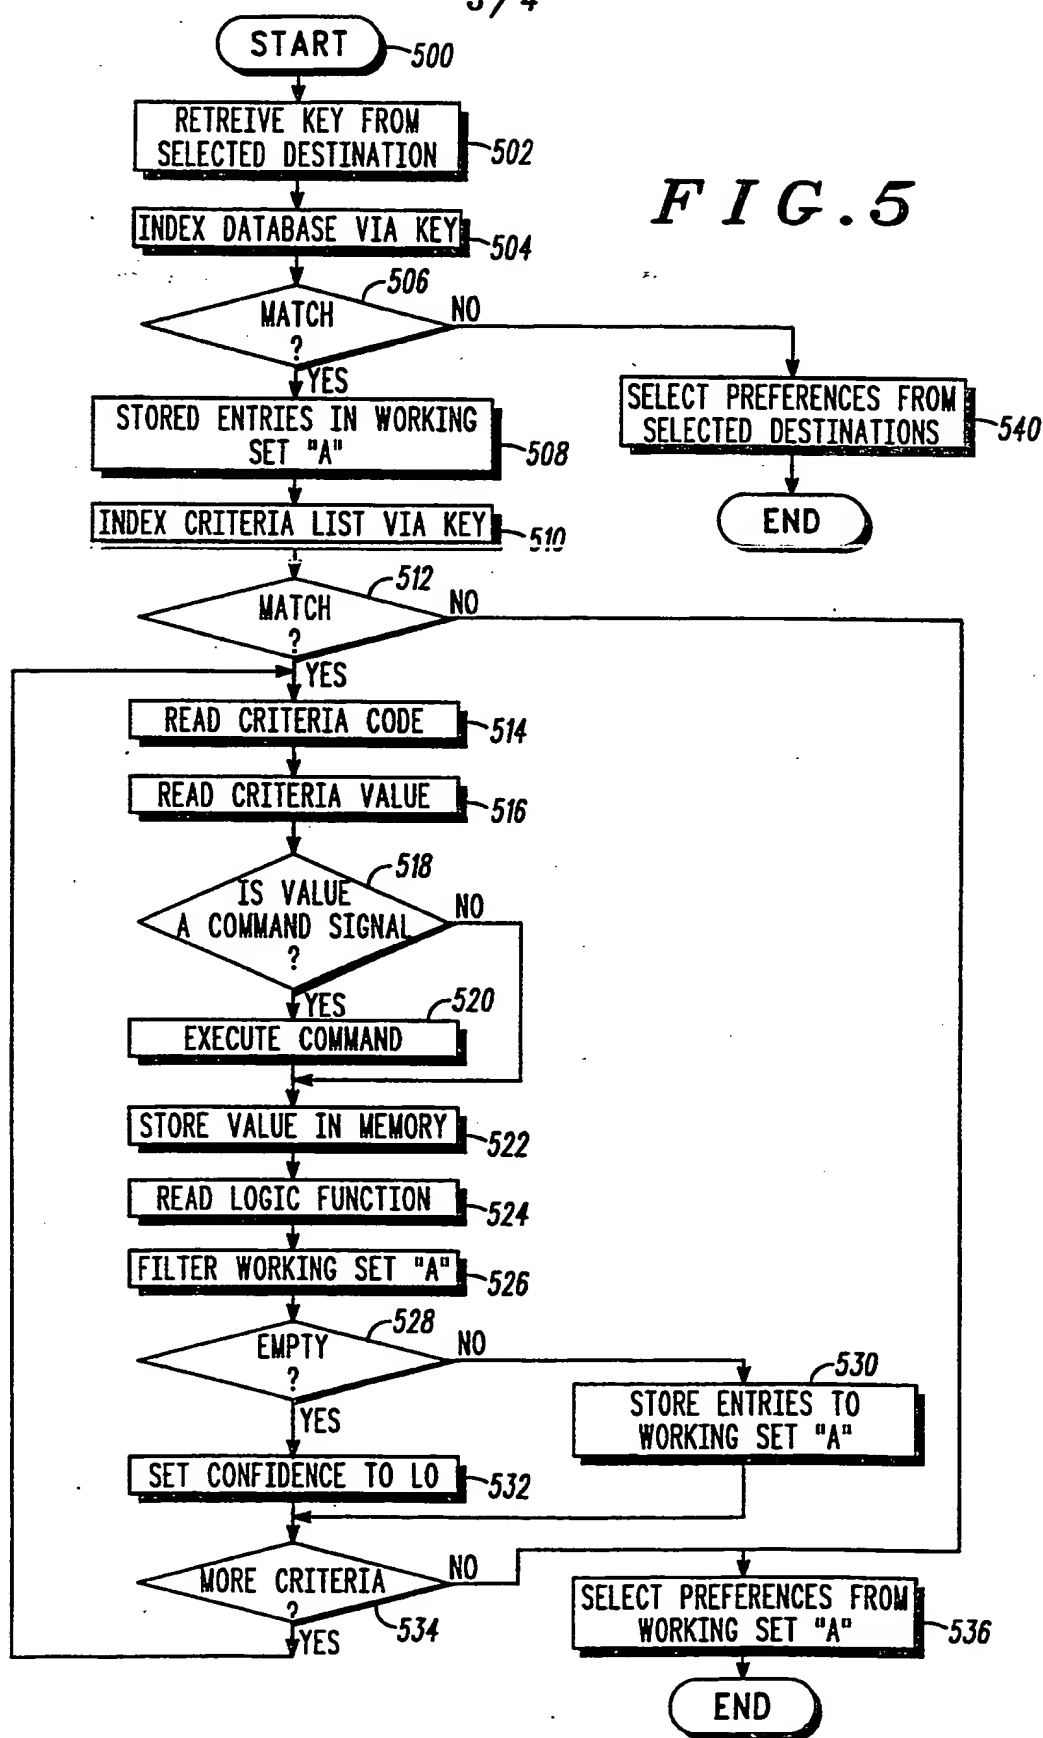 3/4
START
500
RETREIVE KEY FROM
SELECTED DESTINATION
502
FIG.5
INDEX DATABASE VIA KEY
504
506
MATCH
?
NO
YES
STORED ENTRIES IN WORKING
SET "A"
508
SELECT PREFERENCES FROM
SELECTED DESTINATIONS
540
END
INDEX CRITERIA LIST VIA KEY
510
512
MATCH
?
NO
YES
READ CRITERIA CODE
514
READ CRITERIA VALUE
516
518
IS VALUE
A COMMAND SIGNAL
?
NO
YES
520
EXECUTE COMMAND
STORE VALUE IN MEMORY
522
READ LOGIC FUNCTION
524
FILTER WORKING SET "A"
526
528
EMPTY
?
NO
YES
530
STORE ENTRIES TO
WORKING SET "A"
SET CONFIDENCE TO LO
532
MORE CRITERIA
?
NO
534
YES
SELECT PREFERENCES FROM
WORKING SET "A"
536
END